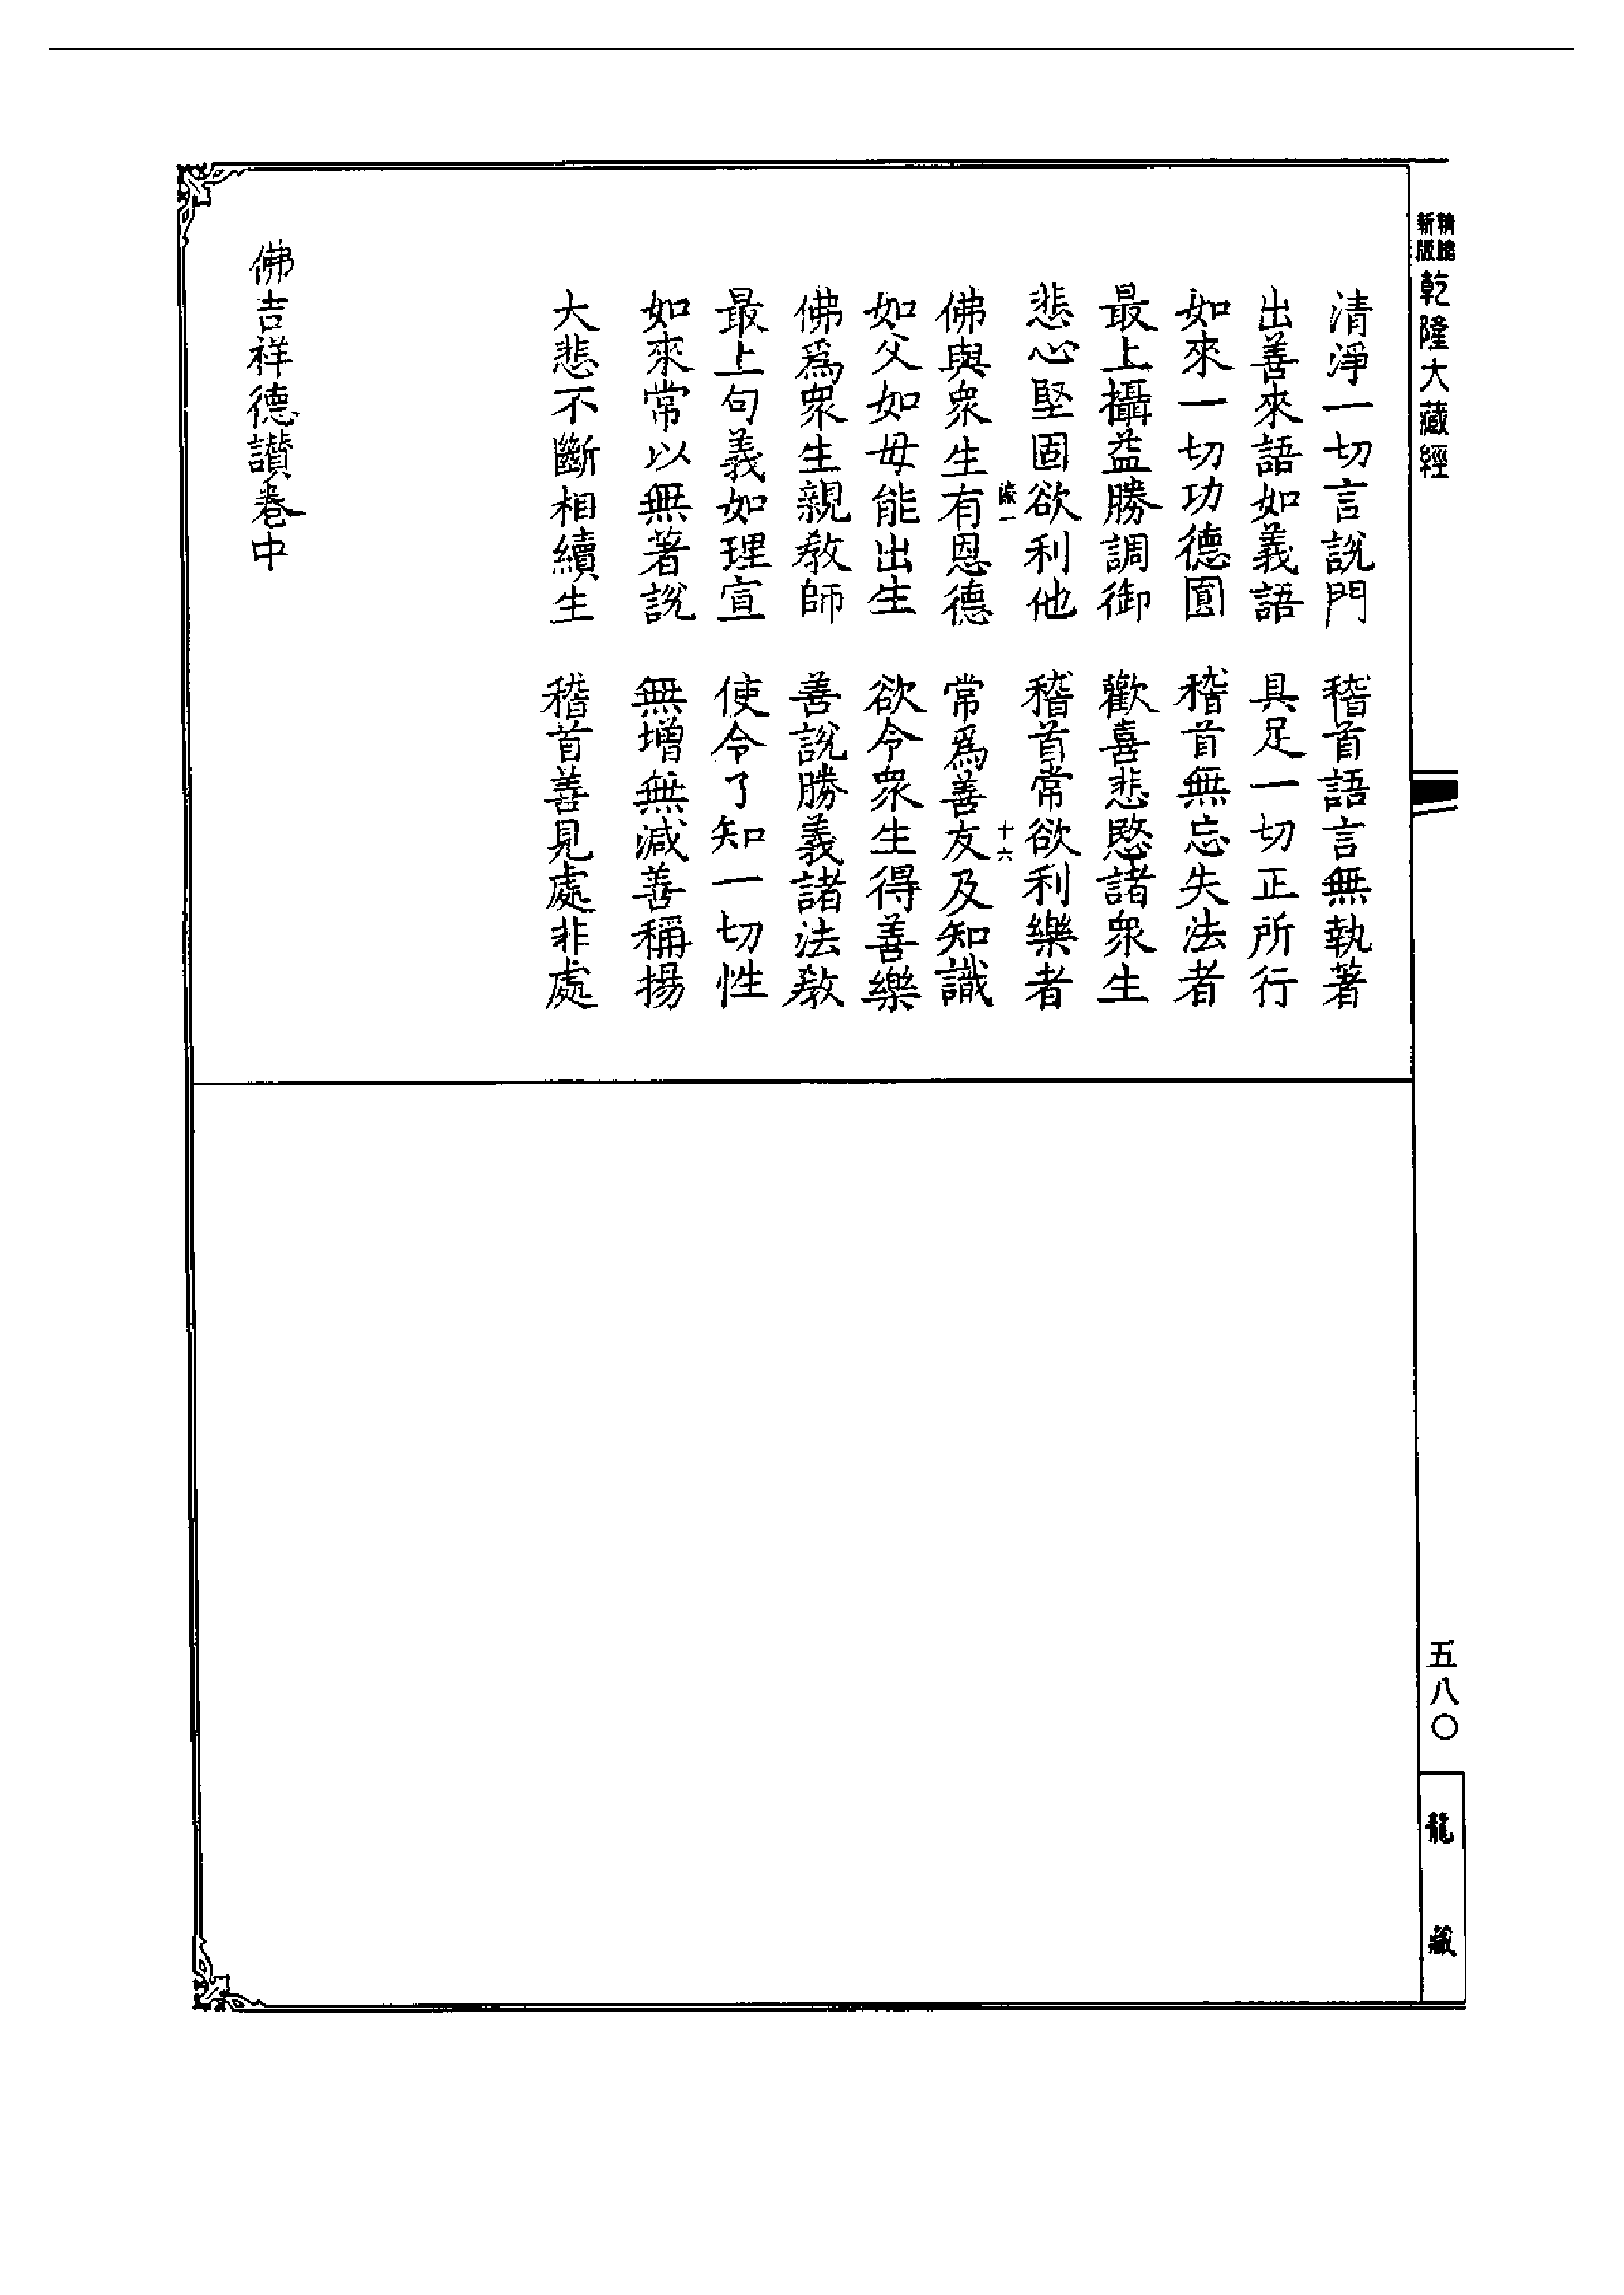 新版 精縮 乾隆大藏經
清淨一切言說門　稽首語言無執著
出善來語如義語　具足一切正所行
如來一切功德圓　稽首無忘失法者
最上攝益勝調御　歡喜悲愍諸衆生
悲心堅固欲利他　稽首常欲利樂者
十六
佛與衆生有恩德　常爲善友及知識
如父如母能出生　欲令衆生得善樂
佛爲衆生親教師　善說勝義諸法教
最上句義如理宣　使令了知一切性
如來常以無著說　無增無減善稱揚
大悲不斷相續生　稽首善見處非處
佛吉祥德讃卷中
五八〇
龍藏